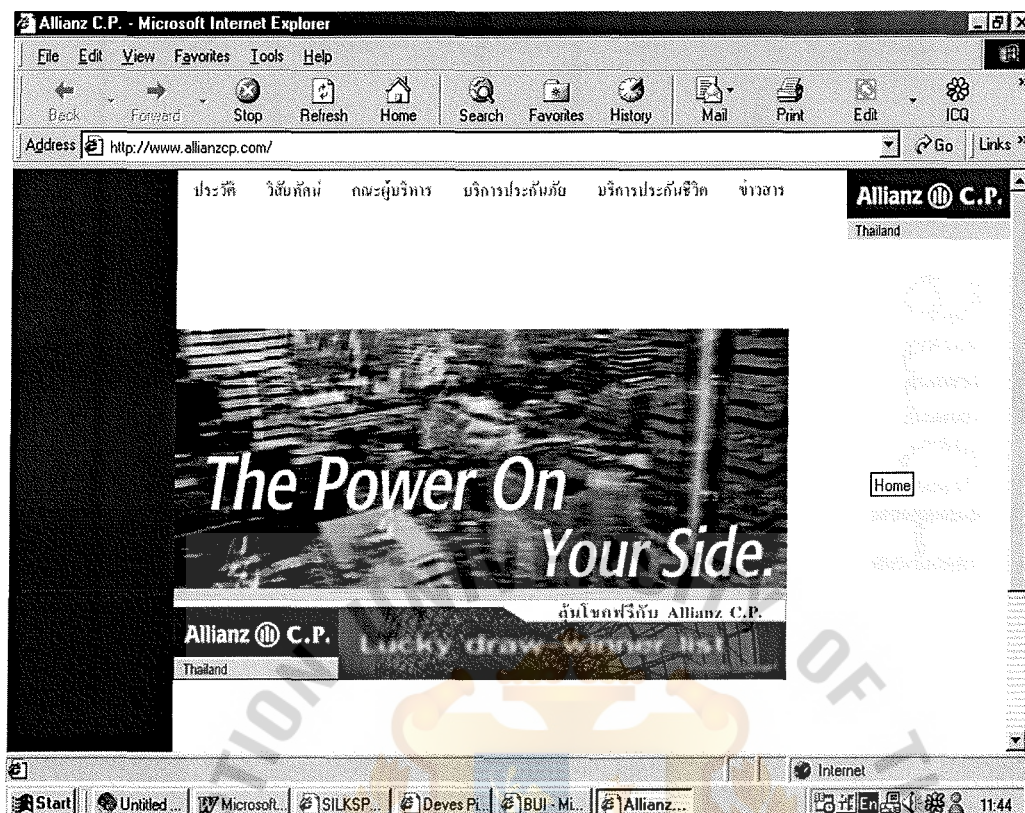 Allianz C.P. - Microsoft Internet Explorer
File Edit View Favorites Tools Help
Back Forward Stop Refresh Home Search Favorites History Mail Print Edit ICQ
Address http://www.allianzcp.com/ Go Links
ประวัติ วิสัยทัศน์ คณะผู้บริหาร บริการประกันภัย บริการประกันชีวิต ข่าวสาร
Allianz C.P.
Thailand
The Power On
Your Side.
Home
ลุ้นโชคฟรีกับ Allianz C.P.
Allianz C.P.
Lucky draw winner list
Thailand
Internet
Start Untitled ... Microsoft... SILKSP... Deves Pi... BUI - Mi... Allianz... En 11:44